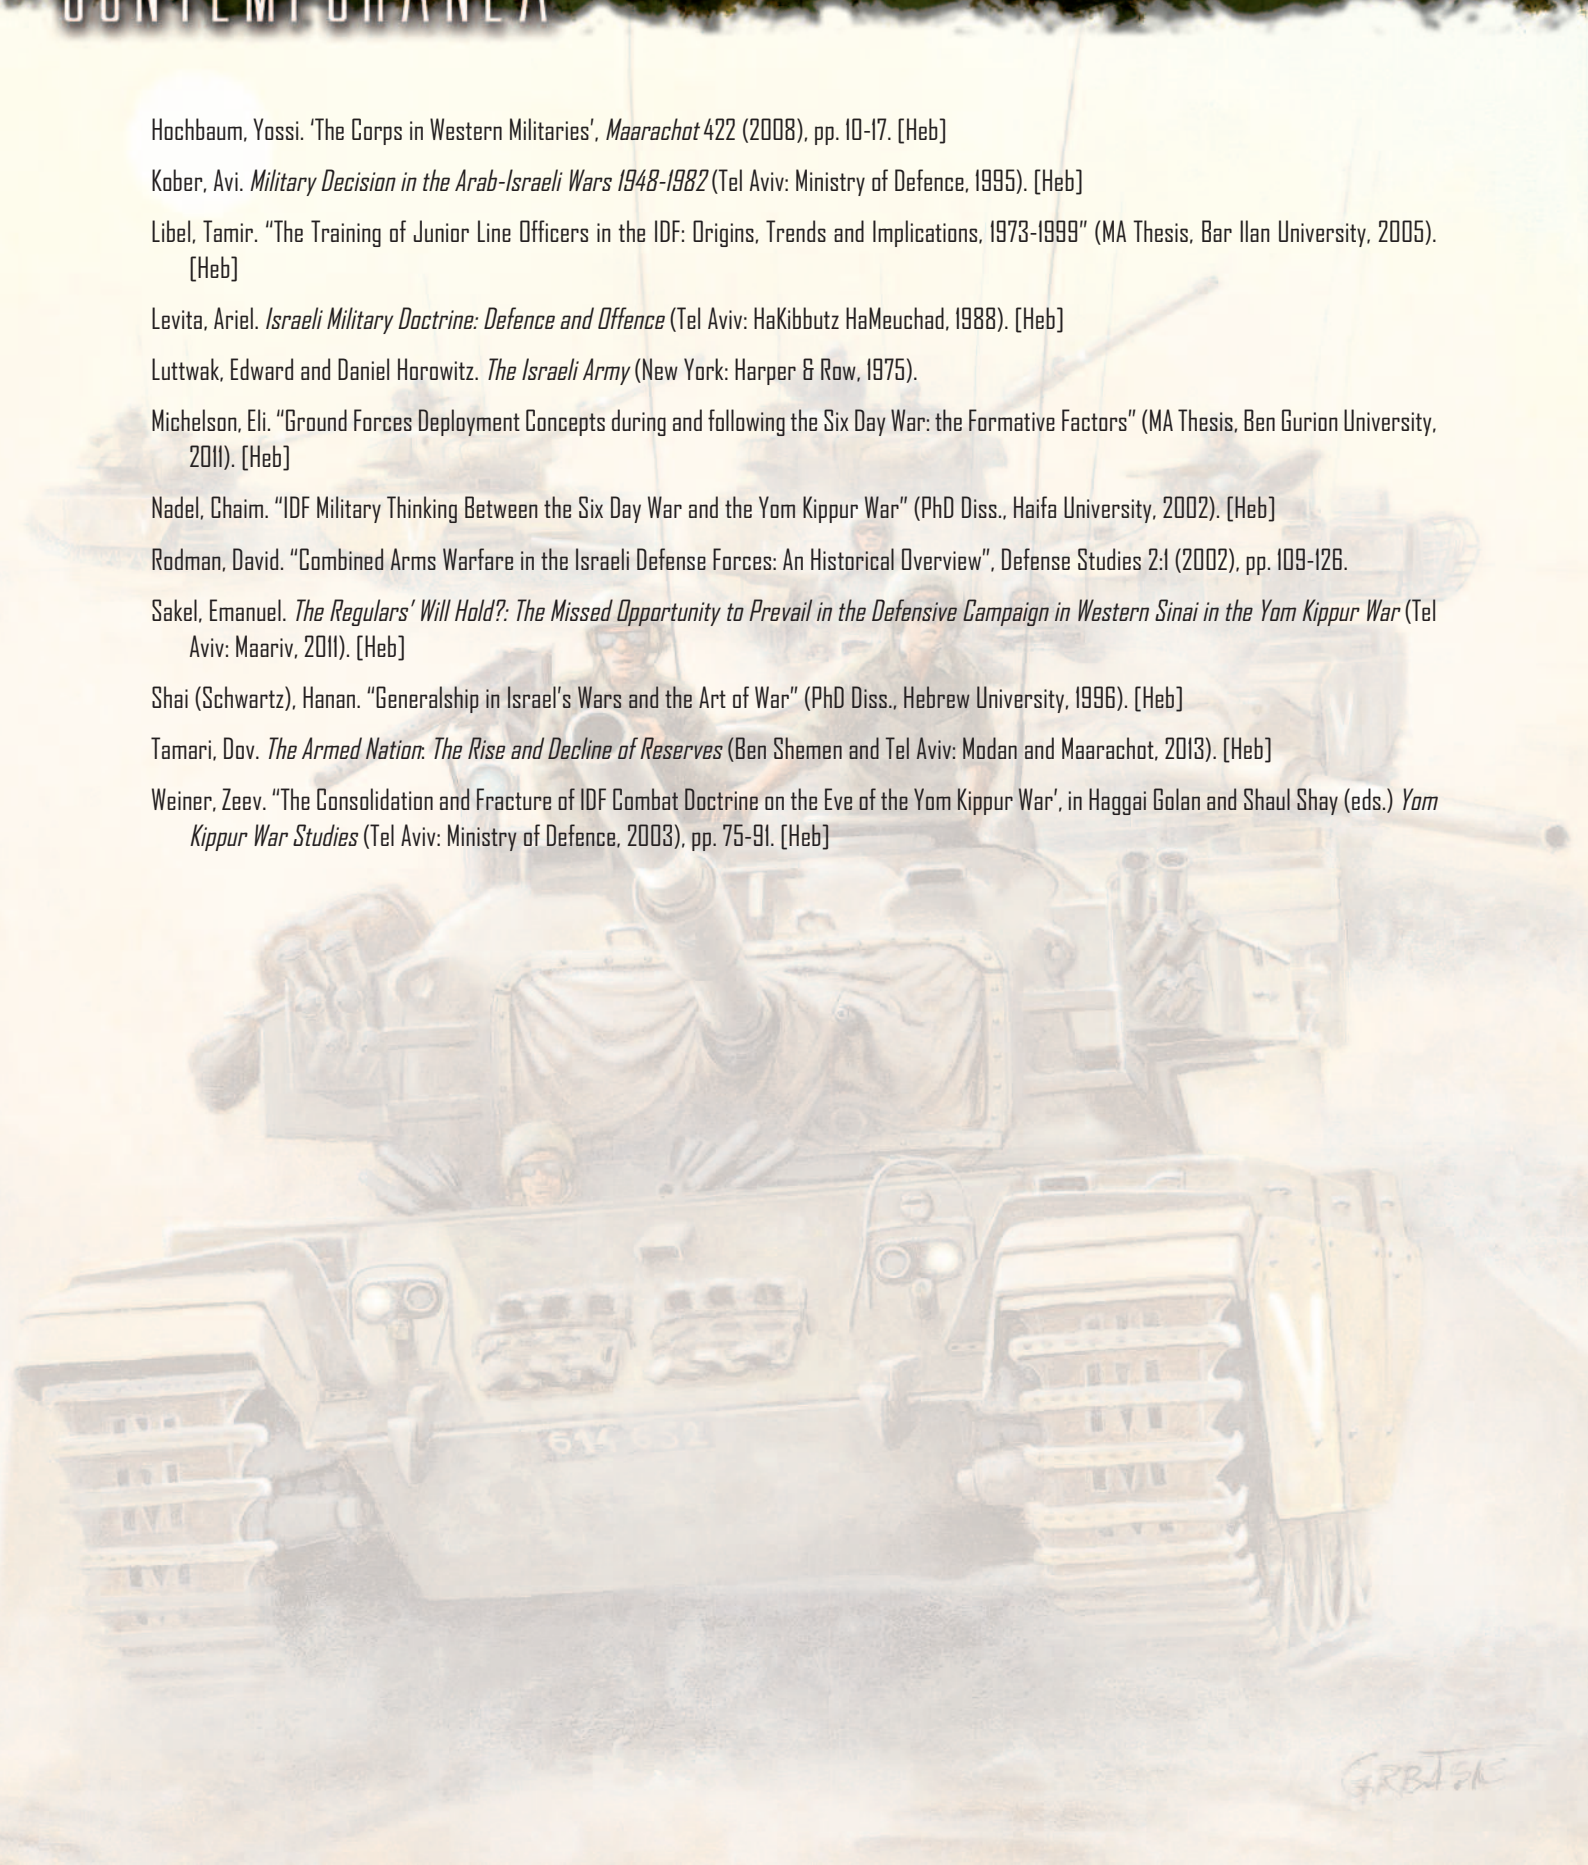 CONTEMPORANEA
Hochbaum, Yossi. ‘The Corps in Western Militaries’, Maarachot 422 (2008), pp. 10-17. [Heb]
Kober, Avi. Military Decision in the Arab-Israeli Wars 1948-1982 (Tel Aviv: Ministry of Defence, 1995). [Heb]
Libel, Tamir. “The Training of Junior Line Officers in the IDF: Origins, Trends and Implications, 1973-1999” (MA Thesis, Bar Ilan University, 2005).
[Heb]
Levita, Ariel. Israeli Military Doctrine: Defence and Offence (Tel Aviv: HaKibbutz HaMeuchad, 1988). [Heb]
Luttwak, Edward and Daniel Horowitz. The Israeli Army (New York: Harper & Row, 1975).
Michelson, Eli. “Ground Forces Deployment Concepts during and following the Six Day War: the Formative Factors” (MA Thesis, Ben Gurion University,
2011). [Heb]
Nadel, Chaim. “IDF Military Thinking Between the Six Day War and the Yom Kippur War” (PhD Diss., Haifa University, 2002). [Heb]
Rodman, David. “Combined Arms Warfare in the Israeli Defense Forces: An Historical Overview”, Defense Studies 2:1 (2002), pp. 109-126.
Sakel, Emanuel. The Regulars’ Will Hold?: The Missed Opportunity to Prevail in the Defensive Campaign in Western Sinai in the Yom Kippur War (Tel
Aviv: Maariv, 2011). [Heb]
Shai (Schwartz), Hanan. “Generalship in Israel’s Wars and the Art of War” (PhD Diss., Hebrew University, 1996). [Heb]
Tamari, Dov. The Armed Nation: The Rise and Decline of Reserves (Ben Shemen and Tel Aviv: Modan and Maarachot, 2013). [Heb]
Weiner, Zeev. “The Consolidation and Fracture of IDF Combat Doctrine on the Eve of the Yom Kippur War’, in Haggai Golan and Shaul Shay (eds.) Yom
Kippur War Studies (Tel Aviv: Ministry of Defence, 2003), pp. 75-91. [Heb]